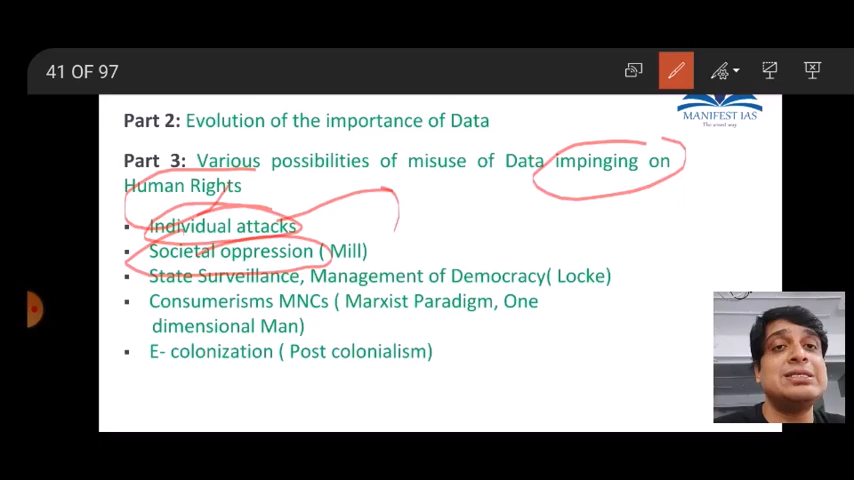 41 OF 97
MANIFEST IAS
Part 2: Evolution of the importance of Data
Part 3: Various possibilities of misuse of Data impinging on
Human Rights
▪ Individual attacks
▪ Societal oppression ( Mill)
▪ State Surveillance, Management of Democracy( Locke)
▪ Consumerisms MNCs ( Marxist Paradigm, One
dimensional Man)
▪ E- colonization ( Post colonialism)